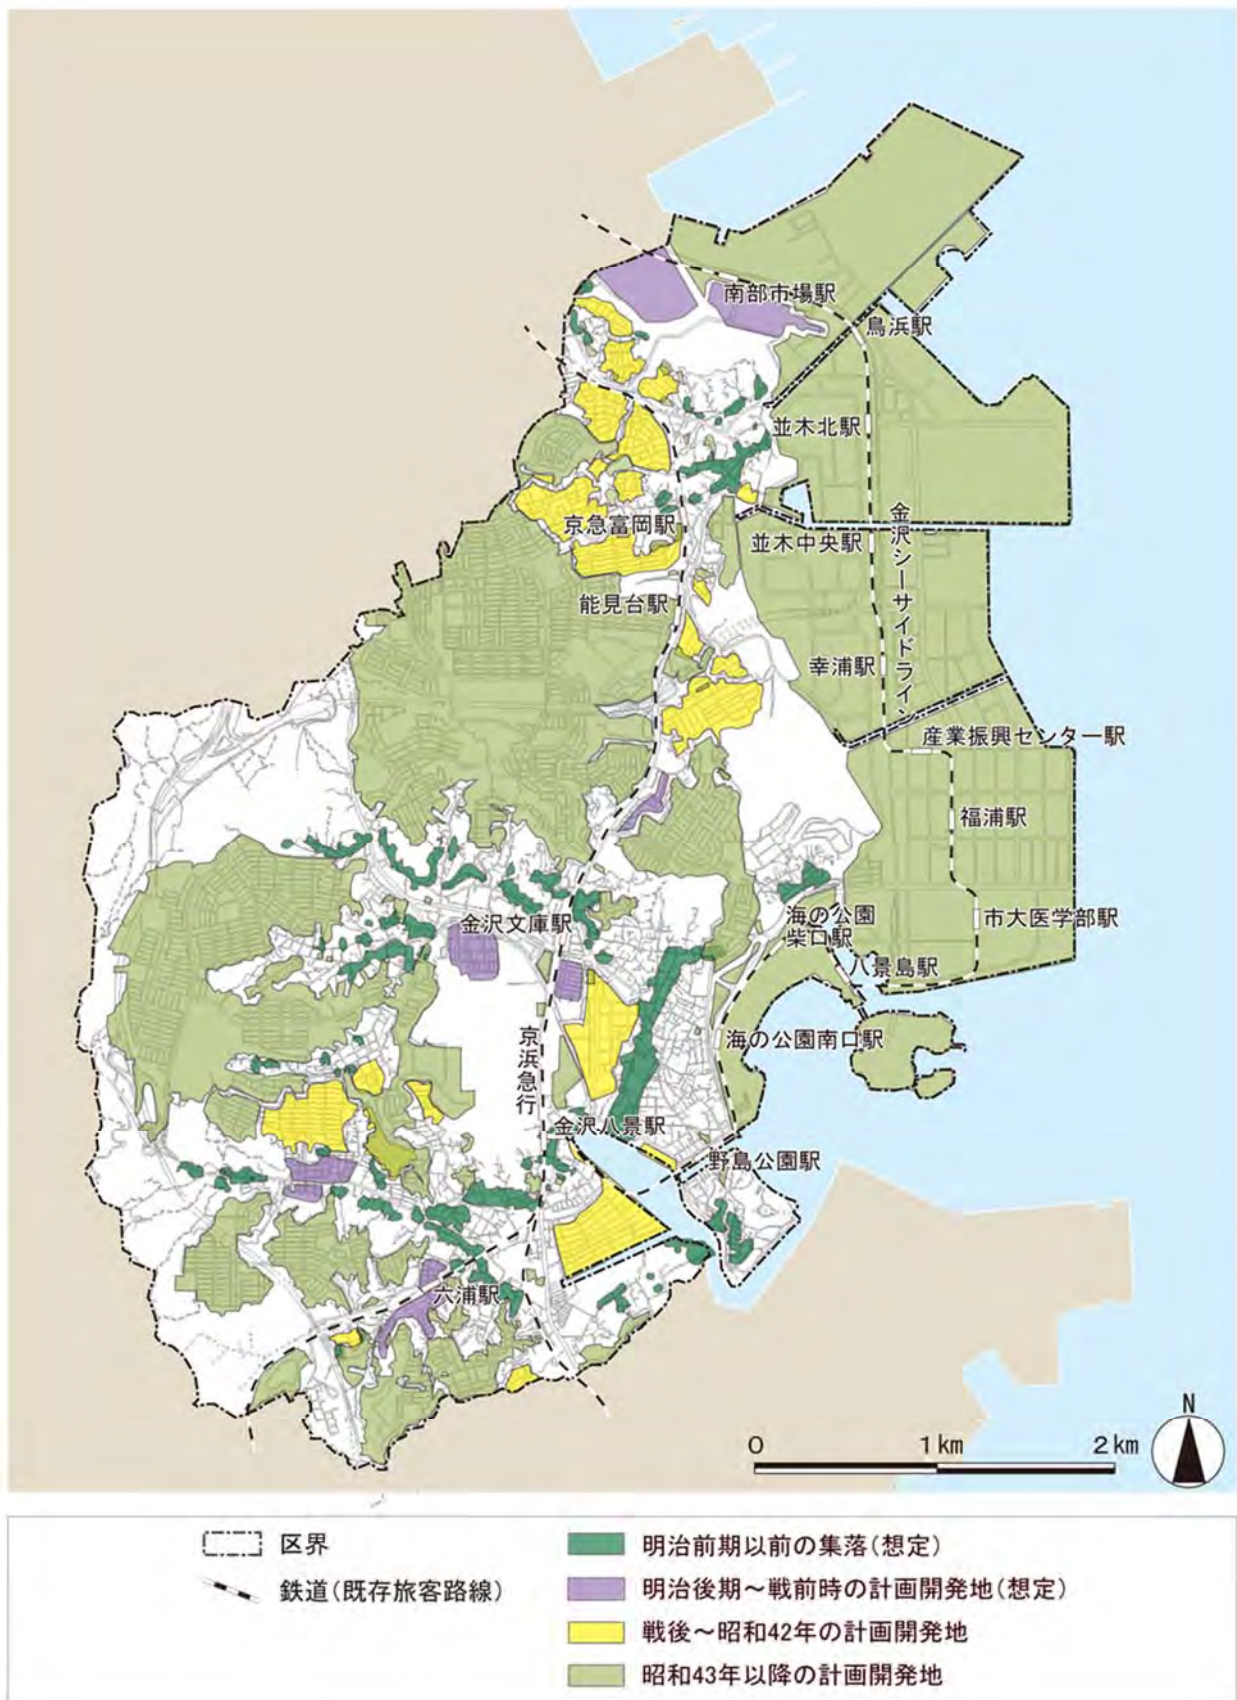 南部市場駅
鳥浜駅
並木北駅
京急富岡駅
並木中央駅
金沢シーサイドライン
能見台駅
幸浦駅
産業振興センター駅
福浦駅
金沢文庫駅
海の公園
柴口駅
市大医学部駅
八景島駅
京浜急行
海の公園南口駅
金沢八景駅
野島公園駅
六浦駅
N
0 1km 2km
区界
鉄道(既存旅客路線)
明治前期以前の集落(想定)
明治後期〜戦前時の計画開発地(想定)
戦後〜昭和42年の計画開発地
昭和43年以降の計画開発地